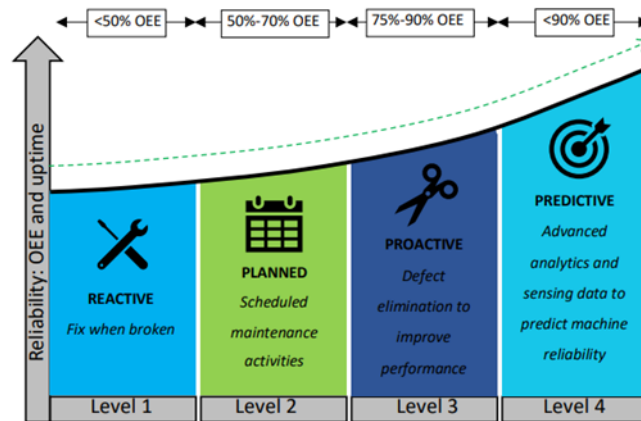 <50% OEE
50%-70% OEE
75%-90% OEE
<90% OEE
Reliability: OEE and uptime
REACTIVE
Fix when broken
PLANNED
Scheduled
maintenance
activities
PROACTIVE
Defect
elimination to
improve
performance
PREDICTIVE
Advanced
analytics and
sensing data to
predict machine
reliability
Level 1
Level 2
Level 3
Level 4